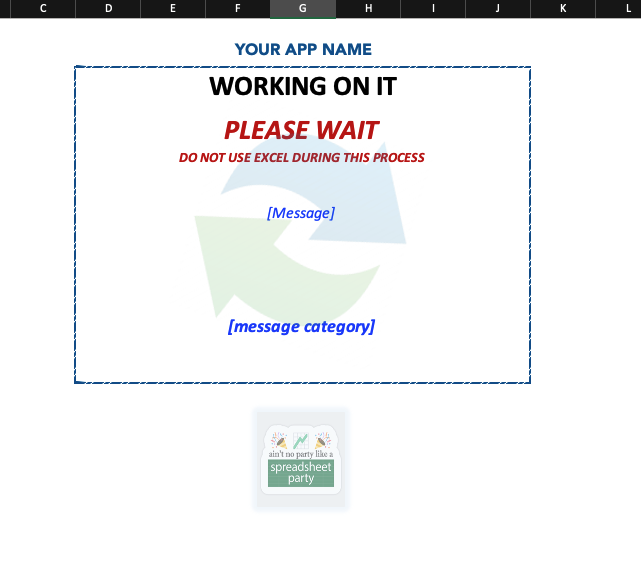 C D E F G H I J K L
YOUR APP NAME
WORKING ON IT
PLEASE WAIT
DO NOT USE EXCEL DURING THIS PROCESS
[Message]
[message category]
ain't no party like a
spreadsheet
party